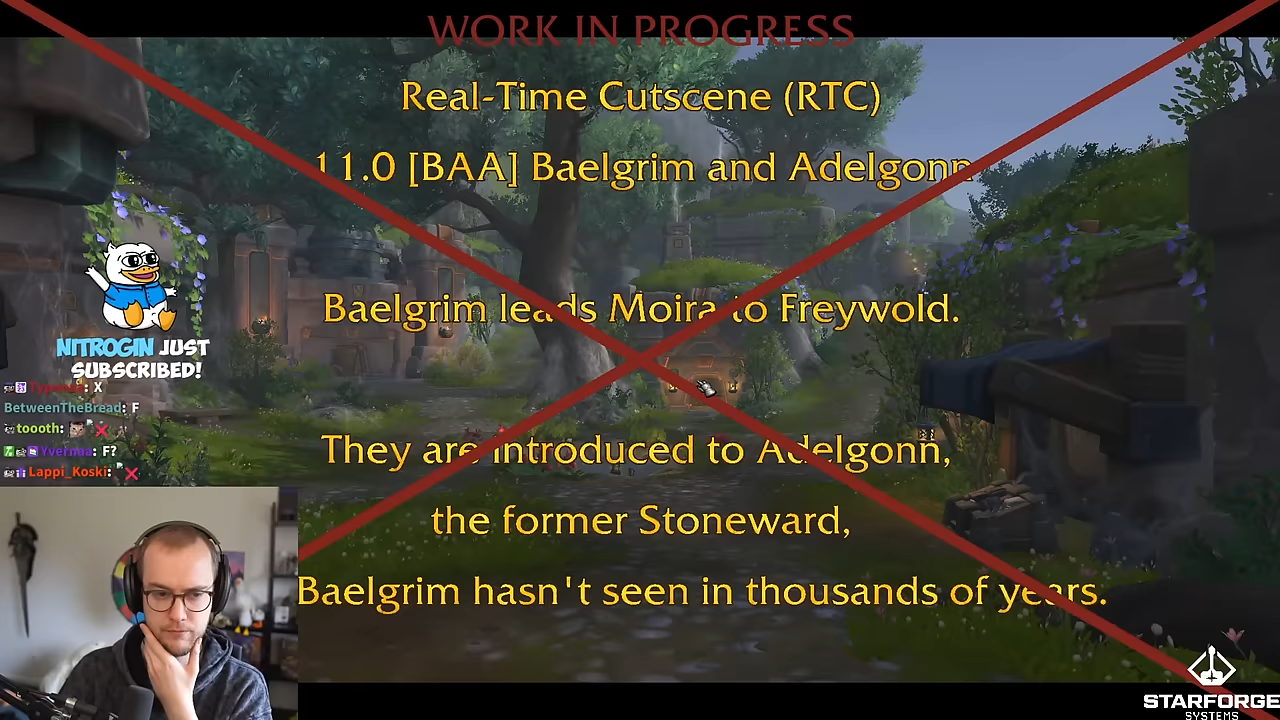 WORK IN PROGRESS
Real-Time Cutscene (RTC)
11.0 [BAA] Baelgrim and Adelgonn
Baelgrim leads Moira to Freywold.
They are introduced to Adelgonn,
the former Stoneward,
Baelgrim hasn't seen in thousands of years.
NITROGIN JUST
SUBSCRIBED!
: X
BetweenTheBread: F
toooth:
Yvernaa: F?
Lappi_Koski:
STARFORGE
SYSTEMS